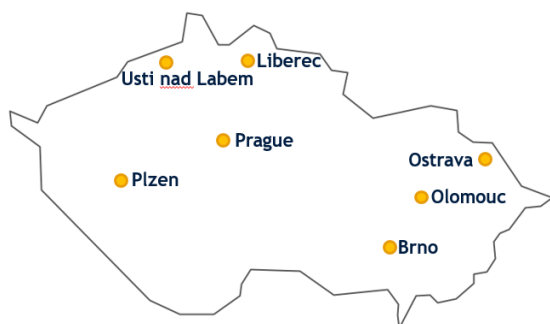 Liberec
Usti nad Labem
Prague
Ostrava
Plzen
Olomouc
Brno